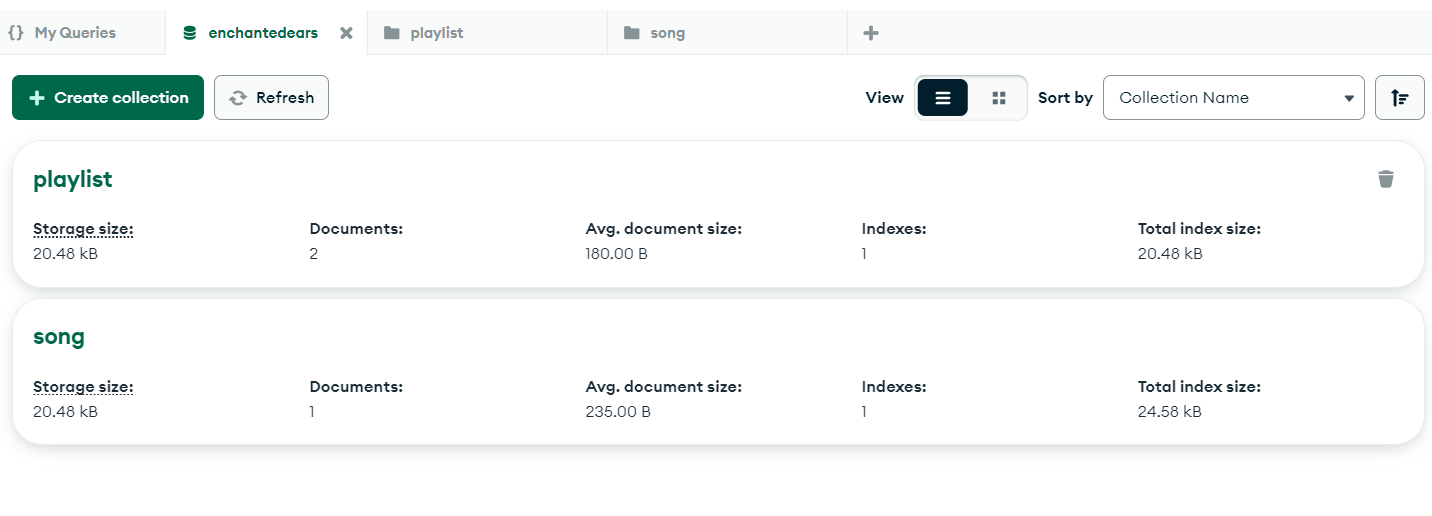 {} My Queries enchantedears playlist song
Create collection Refresh View Sort by Collection Name
playlist
Storage size: Documents: Avg. document size: Indexes: Total index size:
20.48 kB 2 180.00 B 1 20.48 kB
song
Storage size: Documents: Avg. document size: Indexes: Total index size:
20.48 kB 1 235.00 B 1 24.58 kB